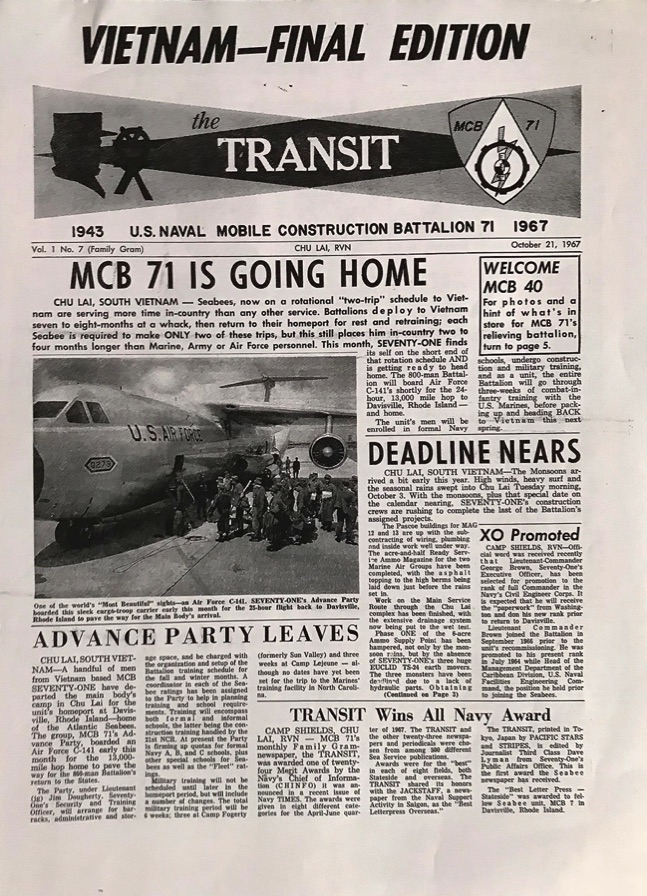 VIETNAM—FINAL EDITION
the
TRANSIT
MCB 71
1943 U.S. NAVAL MOBILE CONSTRUCTION BATTALION 71 1967
Vol. 1 No. 7 (Family Gram) CHU LAI, RVN October 21, 1967
MCB 71 IS GOING HOME
CHU LAI, SOUTH VIETNAM — Seabees, now on a rotational "two-trip" schedule to Viet-
nam are serving more time in-country than any other service. Battalions deploy to Vietnam
seven to eight-months at a whack, then return to their homeport for rest and retraining; each
Seabee is required to make ONLY two of these trips, but this still places him in-country two to
four months longer than Marine, Army or Air Force personnel. This month, SEVENTY-ONE finds
its self on the short end of
that rotation schedule AND
is getting ready to head
home. The 800-man Battal-
ion will board Air Force
C-141's shortly for the 24-
hour, 13,000 mile hop to
Davisville, Rhode Island —
and home.
The unit's men will be
enrolled in formal Navy
schools, undergo construc-
tion and military training,
and as a unit, the entire
Battalion will go through
three-weeks of combat-in-
fantry training with the
U.S. Marines, before pack-
ing up and heading BACK
to Vietnam this next
spring.
WELCOME
MCB 40
For photos and a
hint of what's in
store for MCB 71's
relieving battalion,
turn to page 5.
U.S. AIR FORCE
One of the world's "Most Beautiful" sights—an Air Force C-141, SEVENTY-ONE'S Advance Party
boarded this sleek cargo-troop carrier early this month for the 25-hour flight back to Davisville,
Rhode Island to pave the way for the Main Body's arrival.
DEADLINE NEARS
CHU LAI, SOUTH VIETNAM—The Monsoons ar-
rived a bit early this year. High winds, heavy surf and
the seasonal rains swept into Chu Lai Tuesday morning,
October 3. With the monsoons, plus that special date on
the calendar nearing, SEVENTY-ONE'S construction
crews are rushing to complete the last of the Battalion's
assigned projects.
The Pascoe buildings for MAG
12 and 13 are up with the sub-
contracting of wiring, plumbing
and inside work well under way.
The acre-and-half Ready Serv-
ice Ammo Magazine for the two
Marine Air Groups have been
completed, with the asphalt
topping to the high berms being
laid down just before the rains
set in.
Work on the Main Service
Route through the Chu Lai
complex has been finished, with
the extensive drainage system
now being put to the wet test.
Phase ONE of the 6-acre
Ammo Supply Point has been
hampered, not only by the mon-
soon rains, but by the absence
of SEVENTY-ONE's three huge
EUCLID TS-24 earth movers.
The three monsters have been
due to a lack of
hydraulic parts. Obtaining
(Continued on Page 2)
XO Promoted
CAMP SHIELDS, RVN—Offi-
cial word was received recently
that Lieutenant-Commander
George Brown, Seventy-One's
Executive Officer, has been
selected for promotion to the
rank of full Commander in the
Navy's Civil Engineer Corps. It
is expected that he will receive
the "paperwork" from Washing-
ton and don his new rank prior
to return to Davisville.
Lieutenant Commander
Brown joined the Battalion in
September 1966 prior to the
unit's recommissioning. He was
promoted to his present rank
in July 1964 while Head of the
Management Department of the
Caribbean Division, U.S. Naval
Facilities Engineering Com-
mand, the position he held prior
to joining the Seabees.
ADVANCE PARTY LEAVES
CHU LAI, SOUTH VIET-
NAM—A handful of men
from Vietnam based MCB
SEVENTY-ONE have de-
parted the main body's
camp in Chu Lai for the
unit's homeport at Davis-
ville, Rhode Island—home
of the Atlantic Seabees.
The group, MCB 71's Ad-
vance Party, boarded an
Air Force C-141 early this
month for the 13,000-
mile hop home to pave the
way for the 800-man Battalion's
return to the States.
The Party, under Lieutenant
(jg) Jim Dougherty, Seventy-
One's Security and Training
Officer, will arrange for bar-
racks, administrative and stor-
age space, and be charged with
the organization and setup of the
Battalion training schedule for
the fall and winter months. A
coordinator in each of the Sea-
bee ratings has been assigned
to the Party to help in planning
training and school require-
ments. Training will encompass
both formal and informal
schools, the latter being the con-
struction training handled by the
21st NCR. At present the Party
is firming up quotas for formal
Navy A, B, and C schools, plus
other special schools for Sea-
bees as well as the "Fleet" rat-
ings.
Military training will not be
scheduled until later in the
homeport period, but will include
a number of changes. The total
military training period will be
6 weeks; three at Camp Fogerty
(formerly Sun Valley) and three
weeks at Camp Lejeune — al-
though no dates have yet been
set for the trip to the Marines'
training facility in North Caroli-
na.
TRANSIT Wins All Navy Award
CAMP SHIELDS, CHU
LAI, RVN — MCB 71's
monthly Family Gram-
newspaper, the TRANSIT,
was awarded one of twenty-
four Merit Awards by the
Navy's Chief of Informa-
tion (CHINFO) it was an-
nounced in a recent issue of
Navy TIMES. The awards were
given in eight different cate-
gories for the April-June quar-
ter of 1967. The TRANSIT and
the other twenty-three newspa-
pers and periodicals were cho-
sen from among 300 different
Sea Service publications.
Awards were for the "best"
in each of eight fields, both
Stateside and overseas. The
TRANSIT shared its honors
with the JACKSTAFF, a news-
paper from the Naval Support
Activity in Saigon, as the "Best
Letterpress Overseas."
The TRANSIT, printed in To-
kyo, Japan by PACIFIC STARS
and STRIPES, is edited by
Journalist Third Class Dave
Lyman from Seventy-One's
Public Affairs Office. This is
the first award the Seabee
newspaper has received.
The "Best Letter Press —
Stateside" was awarded to fel-
low Seabee unit, MCB 7 in
Davisville, Rhode Island.